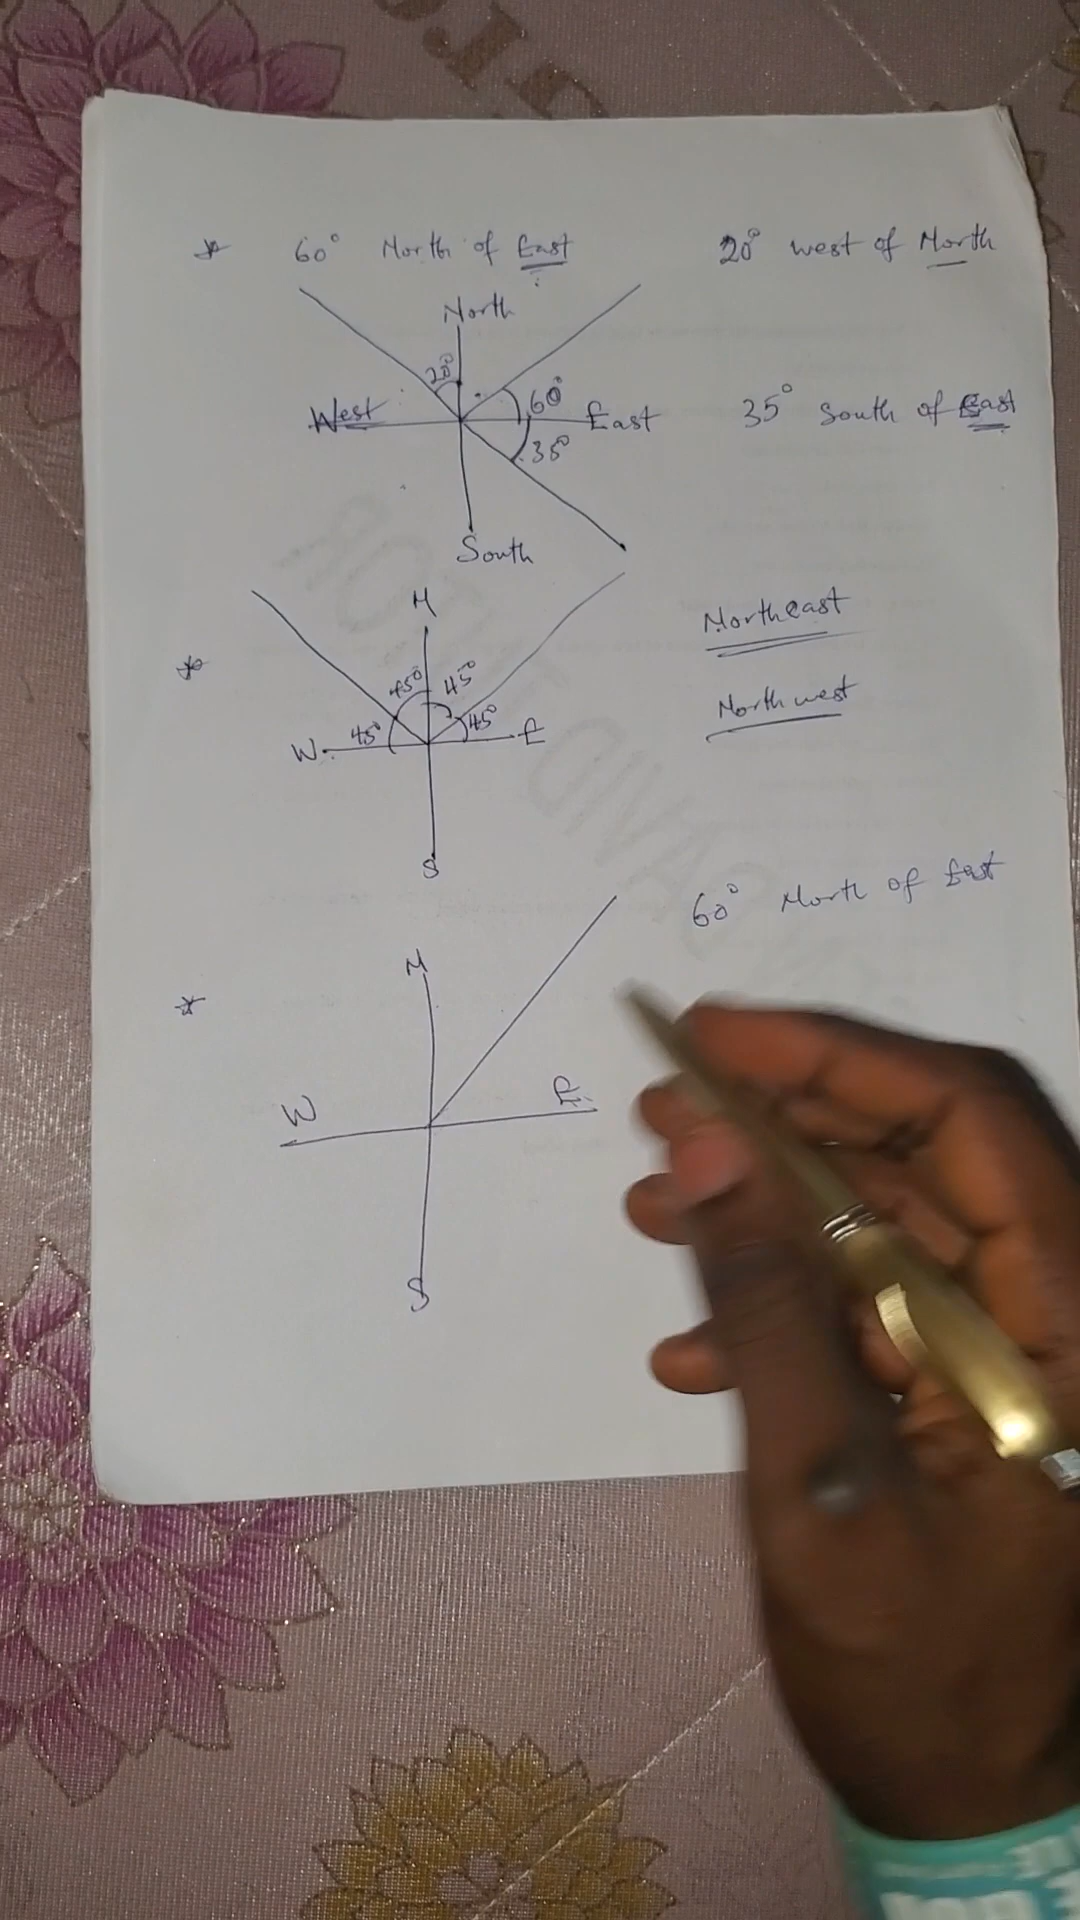 60° North of East
20° west of North
North
20°
60°
West
East
35° South of East
35°
South
N
Northeast
45° 45°
Northwest
45° 45°
W E
S
60° North of East
N
W E
S